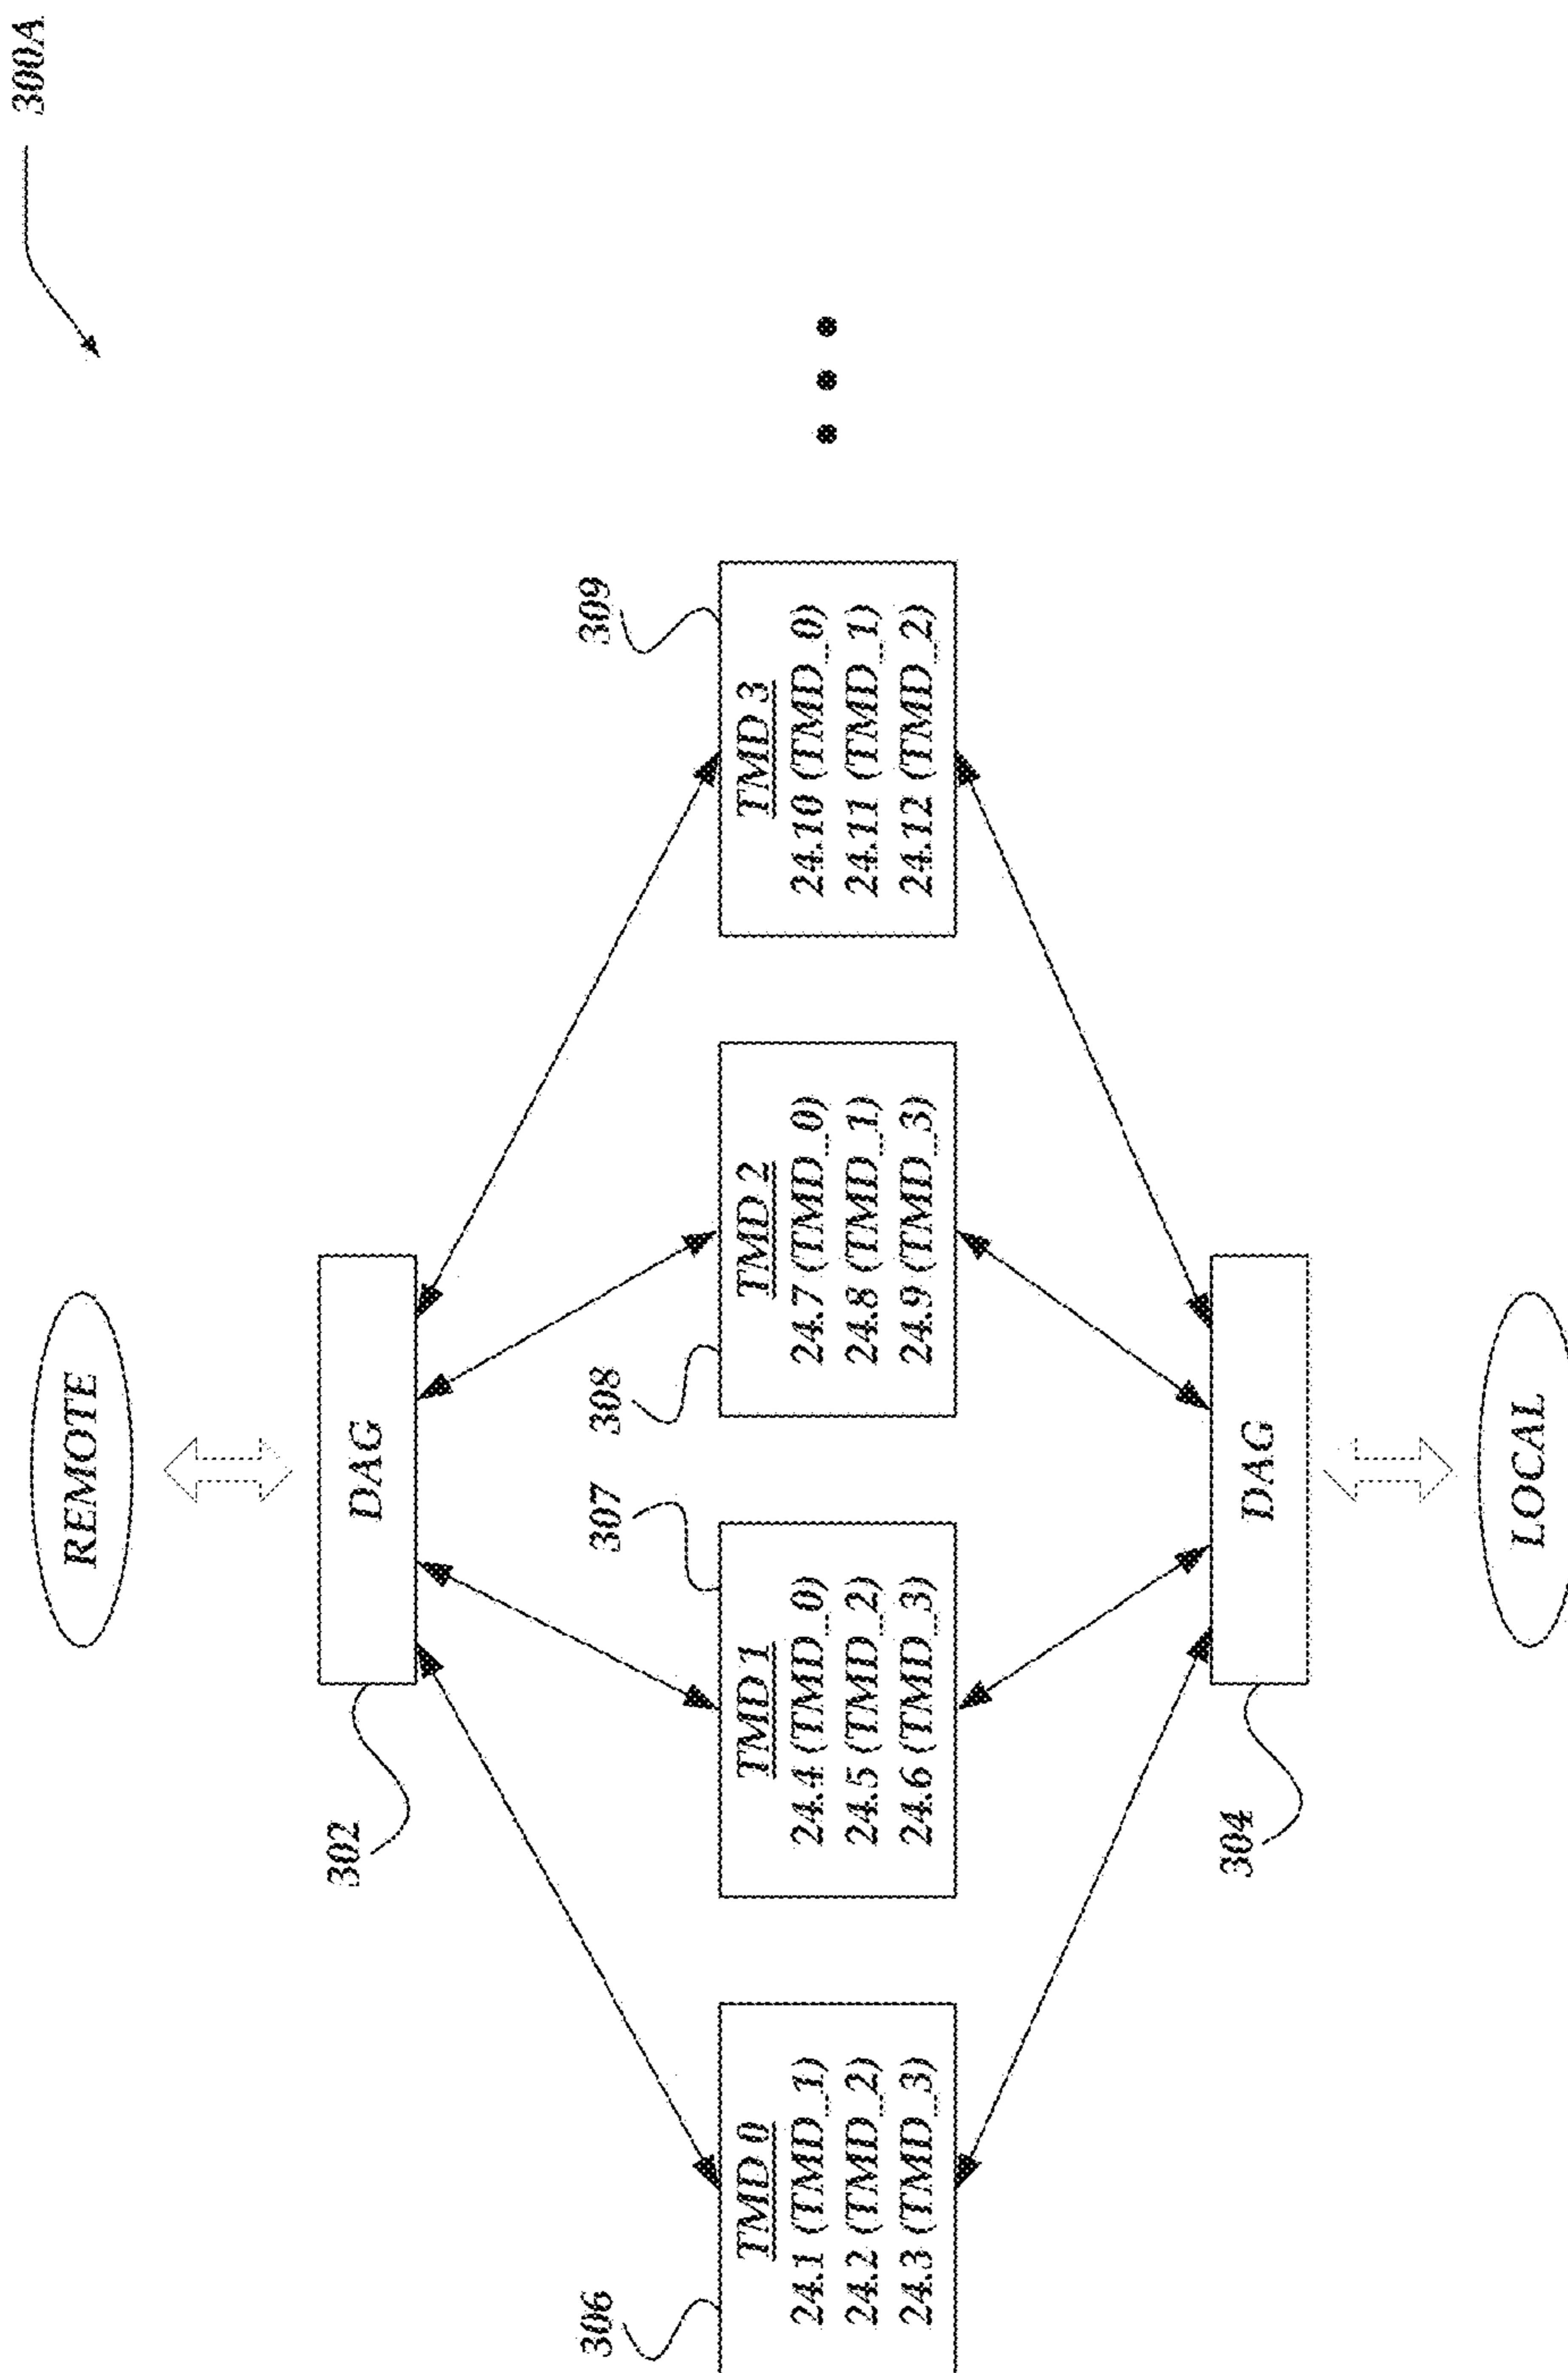 300A
REMOTE
DAG
302
306
307
308
309
TMD 0
24.1 (TMD_1)
24.2 (TMD_2)
24.3 (TMD_3)
TMD 1
24.4 (TMD_0)
24.5 (TMD_2)
24.6 (TMD_3)
TMD 2
24.7 (TMD_0)
24.8 (TMD_1)
24.9 (TMD_3)
TMD 3
24.10 (TMD_0)
24.11 (TMD_1)
24.12 (TMD_2)
DAG
304
LOCAL